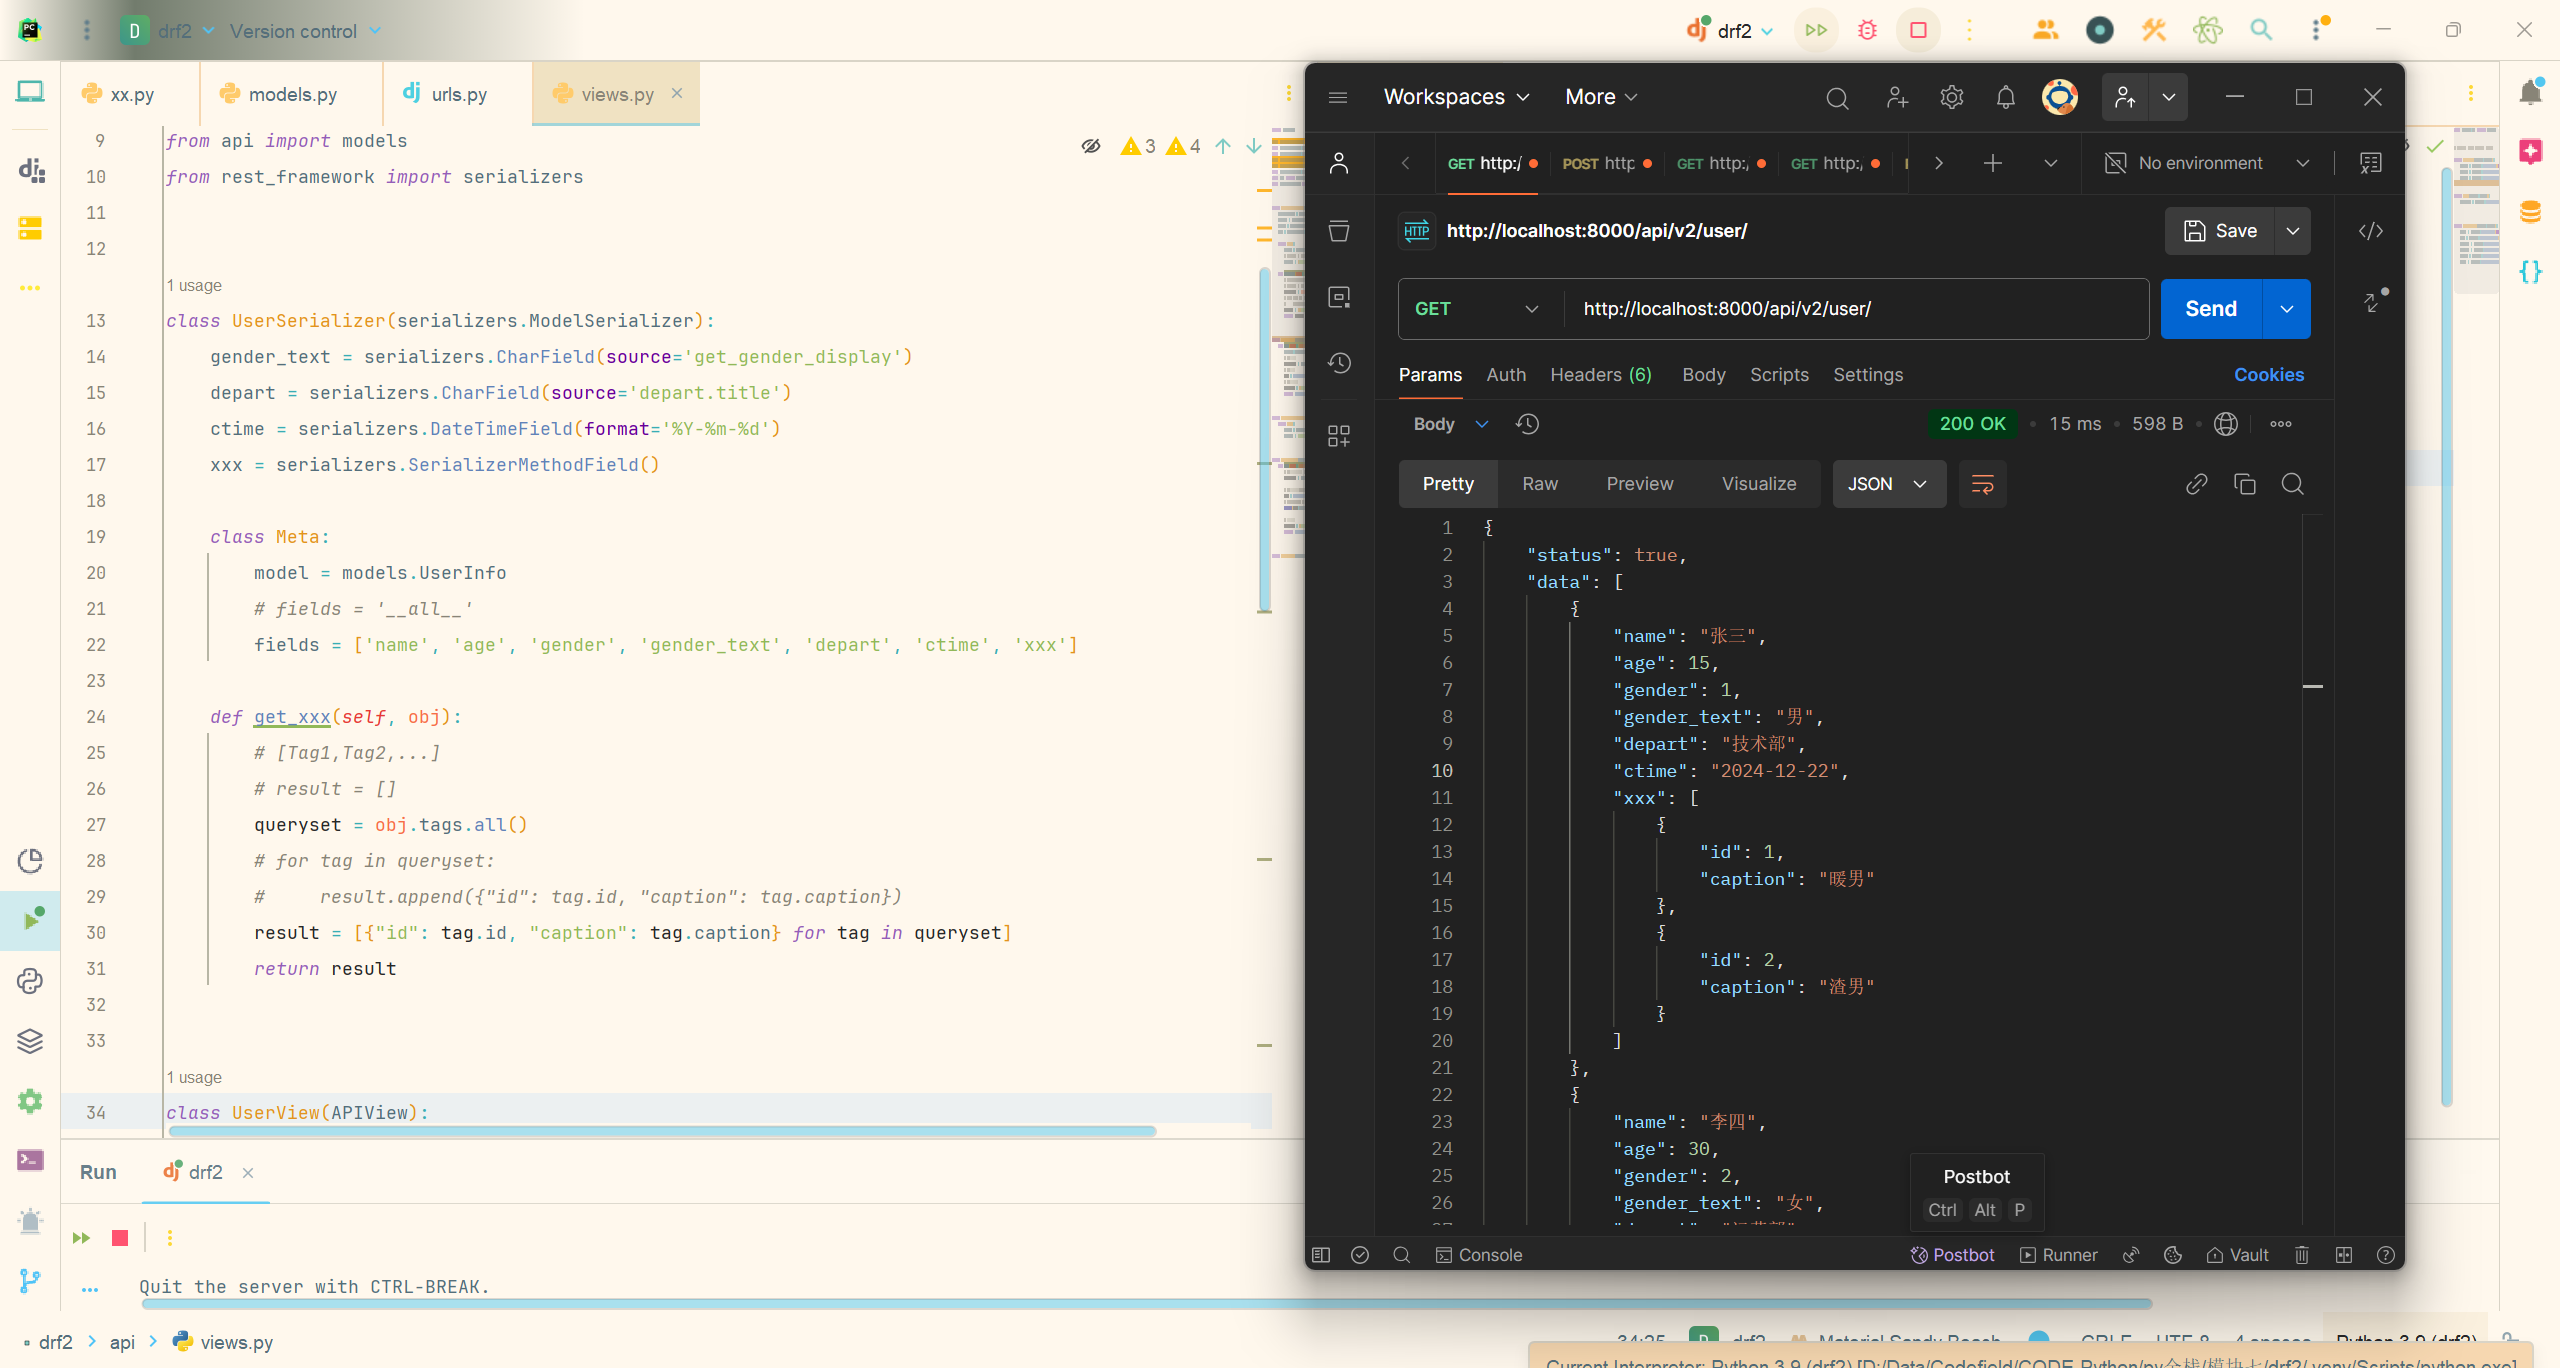 D drf2 Version control
drf2
xx.py models.py urls.py views.py
3 4
9 from api import models
10 from rest_framework import serializers
11
12
1 usage
13 class UserSerializer(serializers.ModelSerializer):
14 gender_text = serializers.CharField(source='get_gender_display')
15 depart = serializers.CharField(source='depart.title')
16 ctime = serializers.DateTimeField(format='%Y-%m-%d')
17 xxx = serializers.SerializerMethodField()
18
19 class Meta:
20 model = models.UserInfo
21 # fields = '__all__'
22 fields = ['name', 'age', 'gender', 'gender_text', 'depart', 'ctime', 'xxx']
23
24 def get_xxx(self, obj):
25 # [Tag1,Tag2,...]
26 # result = []
27 queryset = obj.tags.all()
28 # for tag in queryset:
29 # result.append({"id": tag.id, "caption": tag.caption})
30 result = [{"id": tag.id, "caption": tag.caption} for tag in queryset]
31 return result
32
33
1 usage
34 class UserView(APIView):
Run drf2
Quit the server with CTRL-BREAK.
drf2 api views.py
Workspaces More
GET http:/ POST http GET http:, GET http:, No environment
HTTP http://localhost:8000/api/v2/user/ Save
GET http://localhost:8000/api/v2/user/ Send
Params Auth Headers (6) Body Scripts Settings Cookies
Body 200 OK 15 ms 598 B
Pretty Raw Preview Visualize JSON
1 {
2 "status": true,
3 "data": [
4 {
5 "name": "张三",
6 "age": 15,
7 "gender": 1,
8 "gender_text": "男",
9 "depart": "技术部",
10 "ctime": "2024-12-22",
11 "xxx": [
12 {
13 "id": 1,
14 "caption": "暖男"
15 },
16 {
17 "id": 2,
18 "caption": "渣男"
19 }
20 ]
21 },
22 {
23 "name": "李四",
24 "age": 30,
25 "gender": 2,
26 "gender_text": "女",
Postbot
Ctrl Alt P
Console Postbot Runner Vault
34:25 D drf2 Material Sandy Beach CRLF UTF-8 4 spaces Python 3.9 (drf2)
Current Interpreter: Python 3.9 (drf2) [D:/Data/Codefield/CODE_Python/py全栈/模块七/drf2/.venv/Scripts/python.exe]